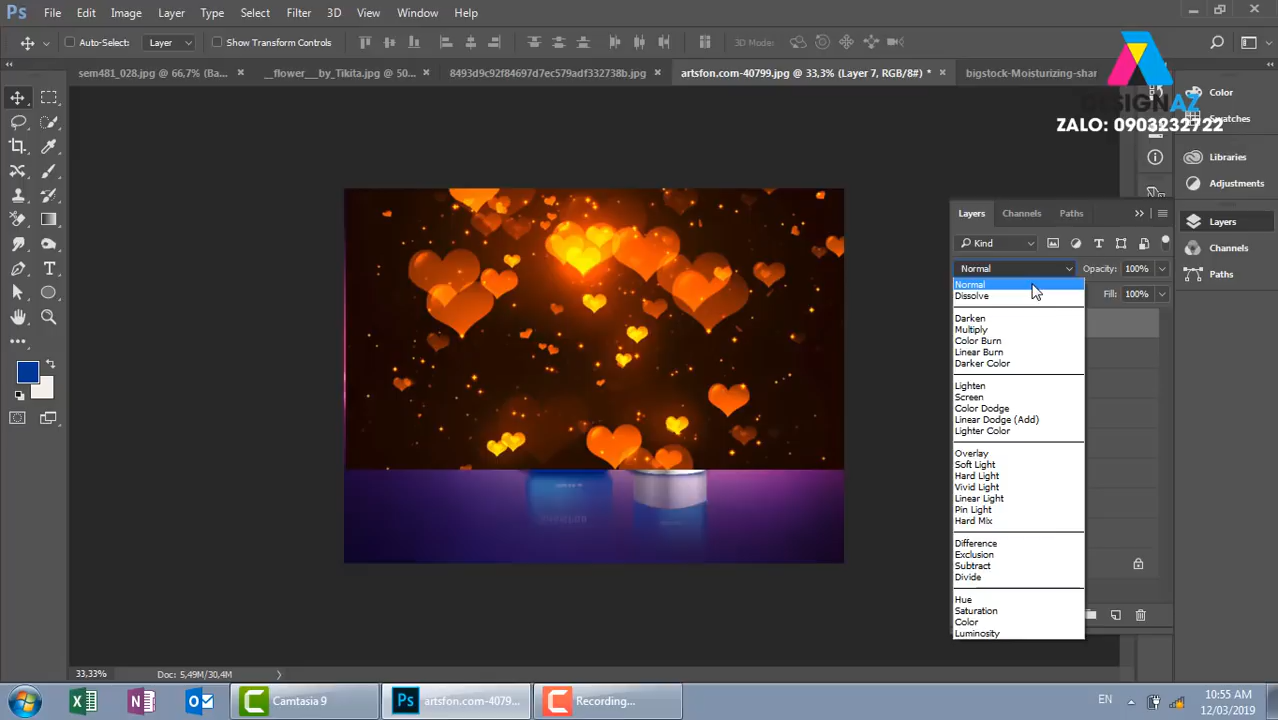 Ps File Edit Image Layer Type Select Filter 3D View Window Help
Auto-Select: Layer Show Transform Controls 3D Mode:
sem481_028.jpg @ 66,7% (Ba... × __flower__by_Tikita.jpg @ 50... × 8493d9c92f84697d7ec579adf332738b.jpg × artsfon.com-40799.jpg @ 33,3% (Layer 7, RGB/8#) * × bigstock-Moisturizing-shar
DESIGNAZ
ZALO: 0903232722
Color
Swatches
Libraries
Adjustments
Layers
Channels
Paths
Layers Channels Paths
Kind
Normal Opacity: 100%
Fill: 100%
Normal
Dissolve
Darken
Multiply
Color Burn
Linear Burn
Darker Color
Lighten
Screen
Color Dodge
Linear Dodge (Add)
Lighter Color
Overlay
Soft Light
Hard Light
Vivid Light
Linear Light
Pin Light
Hard Mix
Difference
Exclusion
Subtract
Divide
Hue
Saturation
Color
Luminosity
33,33% Doc: 5,49M/30,4M
Camtasia 9
Ps artsfon.com-4079...
Recording...
EN
10:55 AM
12/03/2019